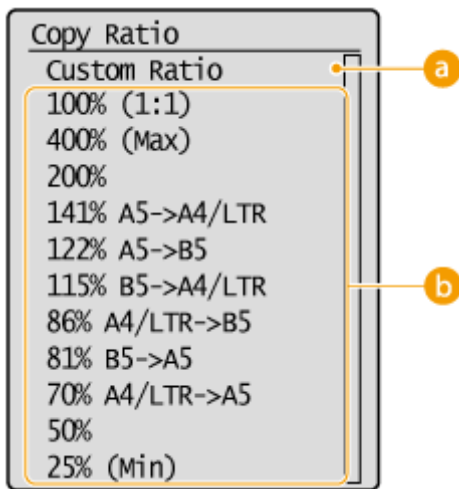 Copy Ratio
Custom Ratio
a
100% (1:1)
400% (Max)
200%
141% A5->A4/LTR
122% A5->B5
115% B5->A4/LTR
b
86% A4/LTR->B5
81% B5->A5
70% A4/LTR->A5
50%
25% (Min)